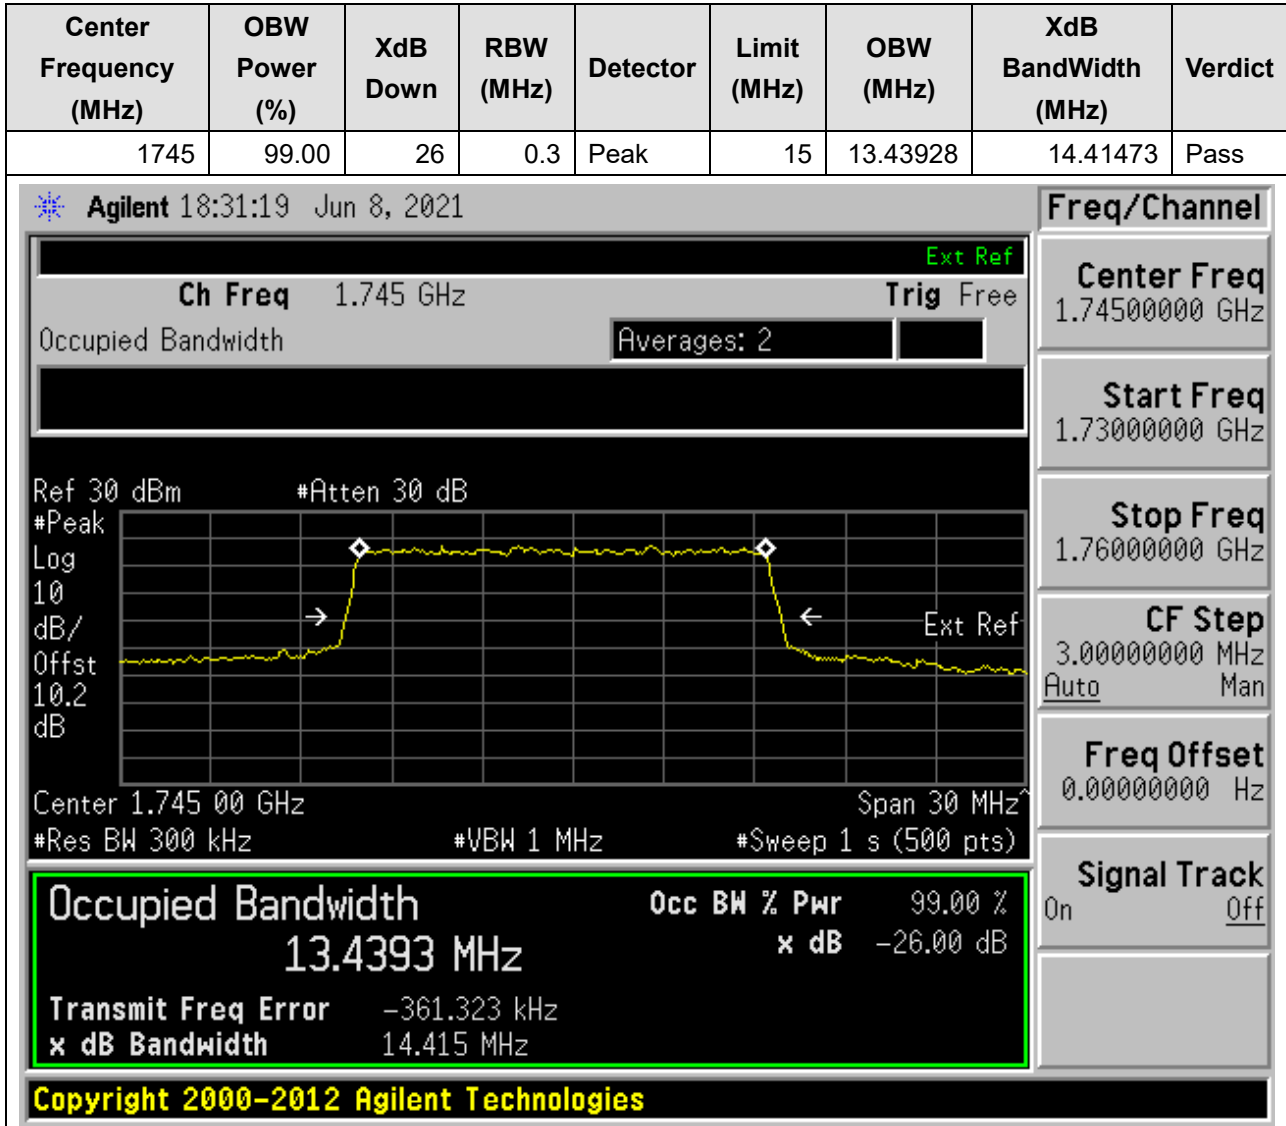 Center Frequency (MHz) OBW Power (%) XdB Down RBW (MHz) Detector Limit (MHz) OBW (MHz) XdB BandWidth (MHz) Verdict
1745 99.00 26 0.3 Peak 15 13.43928 14.41473 Pass
Agilent 18:31:19 Jun 8, 2021
Freq/Channel
Ext Ref
Ch Freq 1.745 GHz Trig Free
Occupied Bandwidth Averages: 2
Ref 30 dBm #Atten 30 dB
#Peak
Log
10
dB/
Offst
10.2
dB
Ext Ref
Center 1.745 00 GHz Span 30 MHz^
#Res BW 300 kHz #VBW 1 MHz #Sweep 1 s (500 pts)
Occupied Bandwidth
13.4393 MHz
Occ BW % Pwr 99.00 %
x dB -26.00 dB
Transmit Freq Error -361.323 kHz
x dB Bandwidth 14.415 MHz
Center Freq
1.74500000 GHz
Start Freq
1.73000000 GHz
Stop Freq
1.76000000 GHz
CF Step
3.00000000 MHz
Auto Man
Freq Offset
0.00000000 Hz
Signal Track
On Off
Copyright 2000-2012 Agilent Technologies